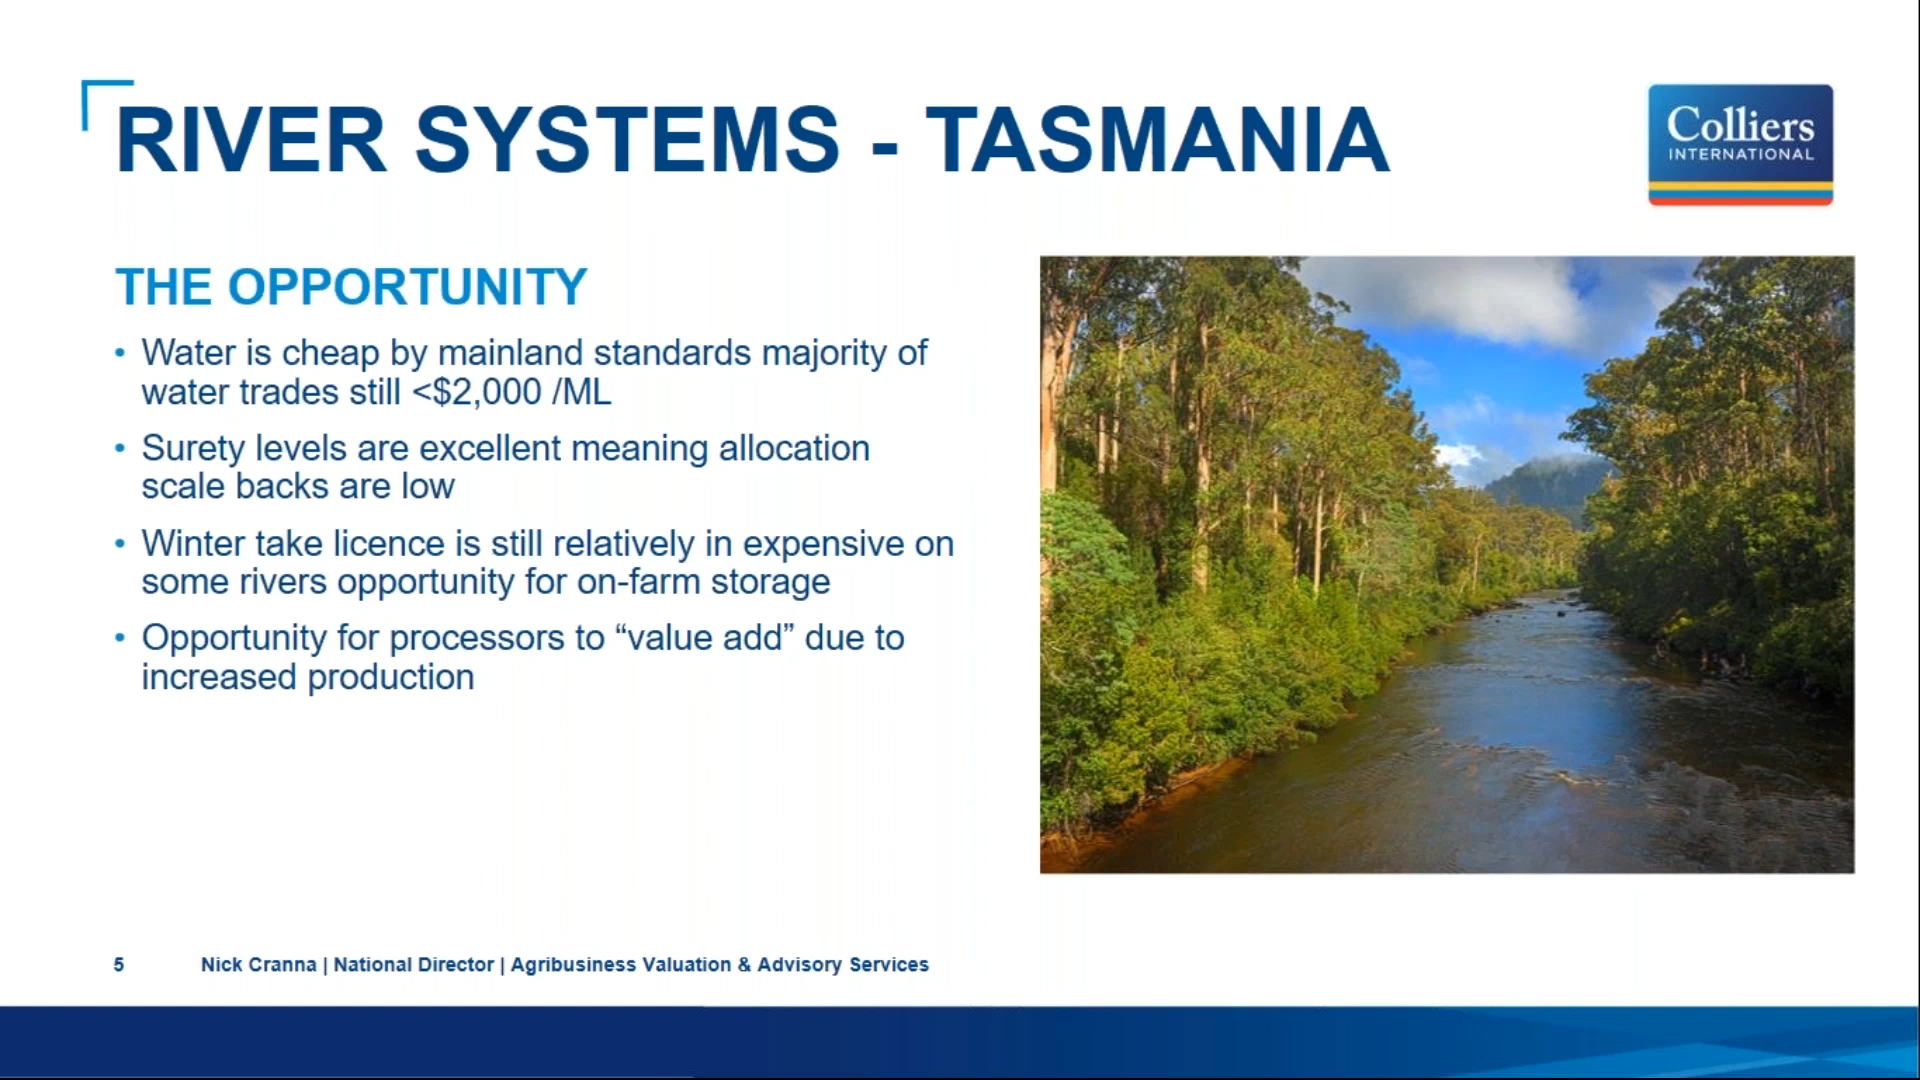 RIVER SYSTEMS - TASMANIA
Colliers
INTERNATIONAL
THE OPPORTUNITY
• Water is cheap by mainland standards majority of
water trades still <$2,000 /ML
• Surety levels are excellent meaning allocation
scale backs are low
• Winter take licence is still relatively in expensive on
some rivers opportunity for on-farm storage
• Opportunity for processors to “value add” due to
increased production
5 Nick Cranna | National Director | Agribusiness Valuation & Advisory Services